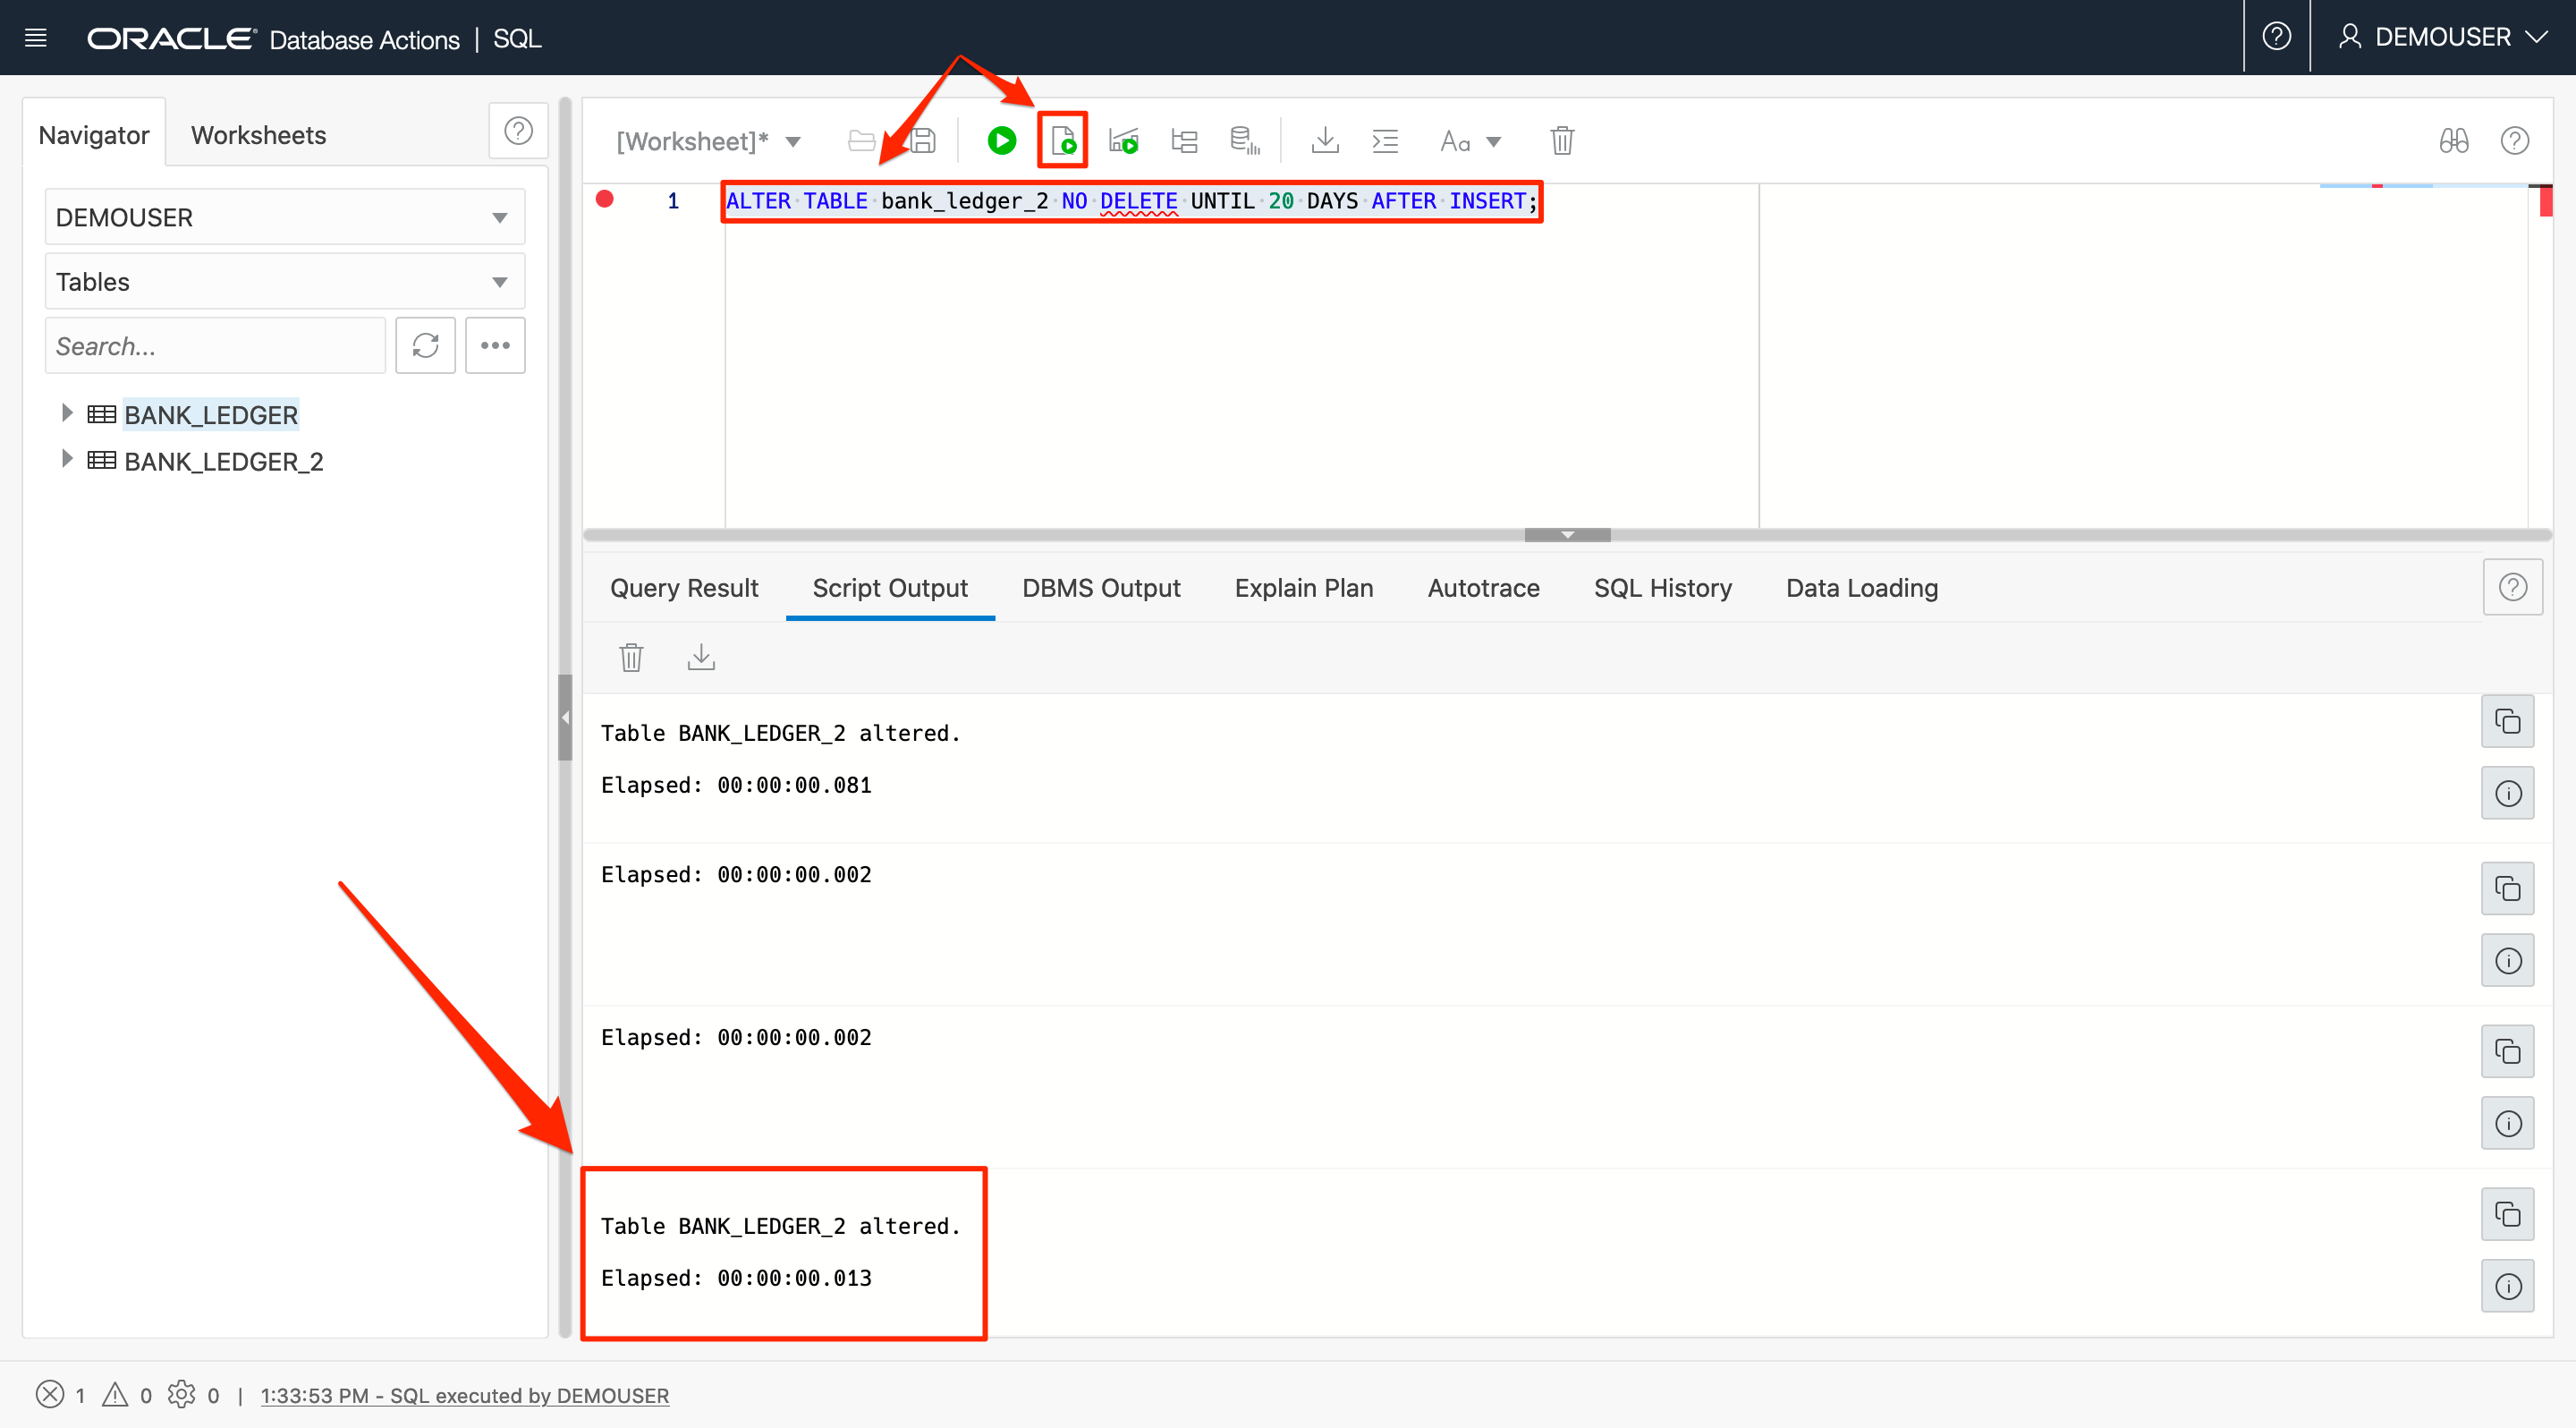 ORACLE Database Actions | SQL
DEMOUSER
Navigator
Worksheets
[Worksheet]*
Aa
DEMOUSER
Tables
Search...
BANK_LEDGER
BANK_LEDGER_2
1
ALTER TABLE bank_ledger_2 NO DELETE UNTIL 20 DAYS AFTER INSERT;
Query Result
Script Output
DBMS Output
Explain Plan
Autotrace
SQL History
Data Loading
Table BANK_LEDGER_2 altered.
Elapsed: 00:00:00.081
Elapsed: 00:00:00.002
Elapsed: 00:00:00.002
Table BANK_LEDGER_2 altered.
Elapsed: 00:00:00.013
1 0 0 | 1:33:53 PM - SQL executed by DEMOUSER